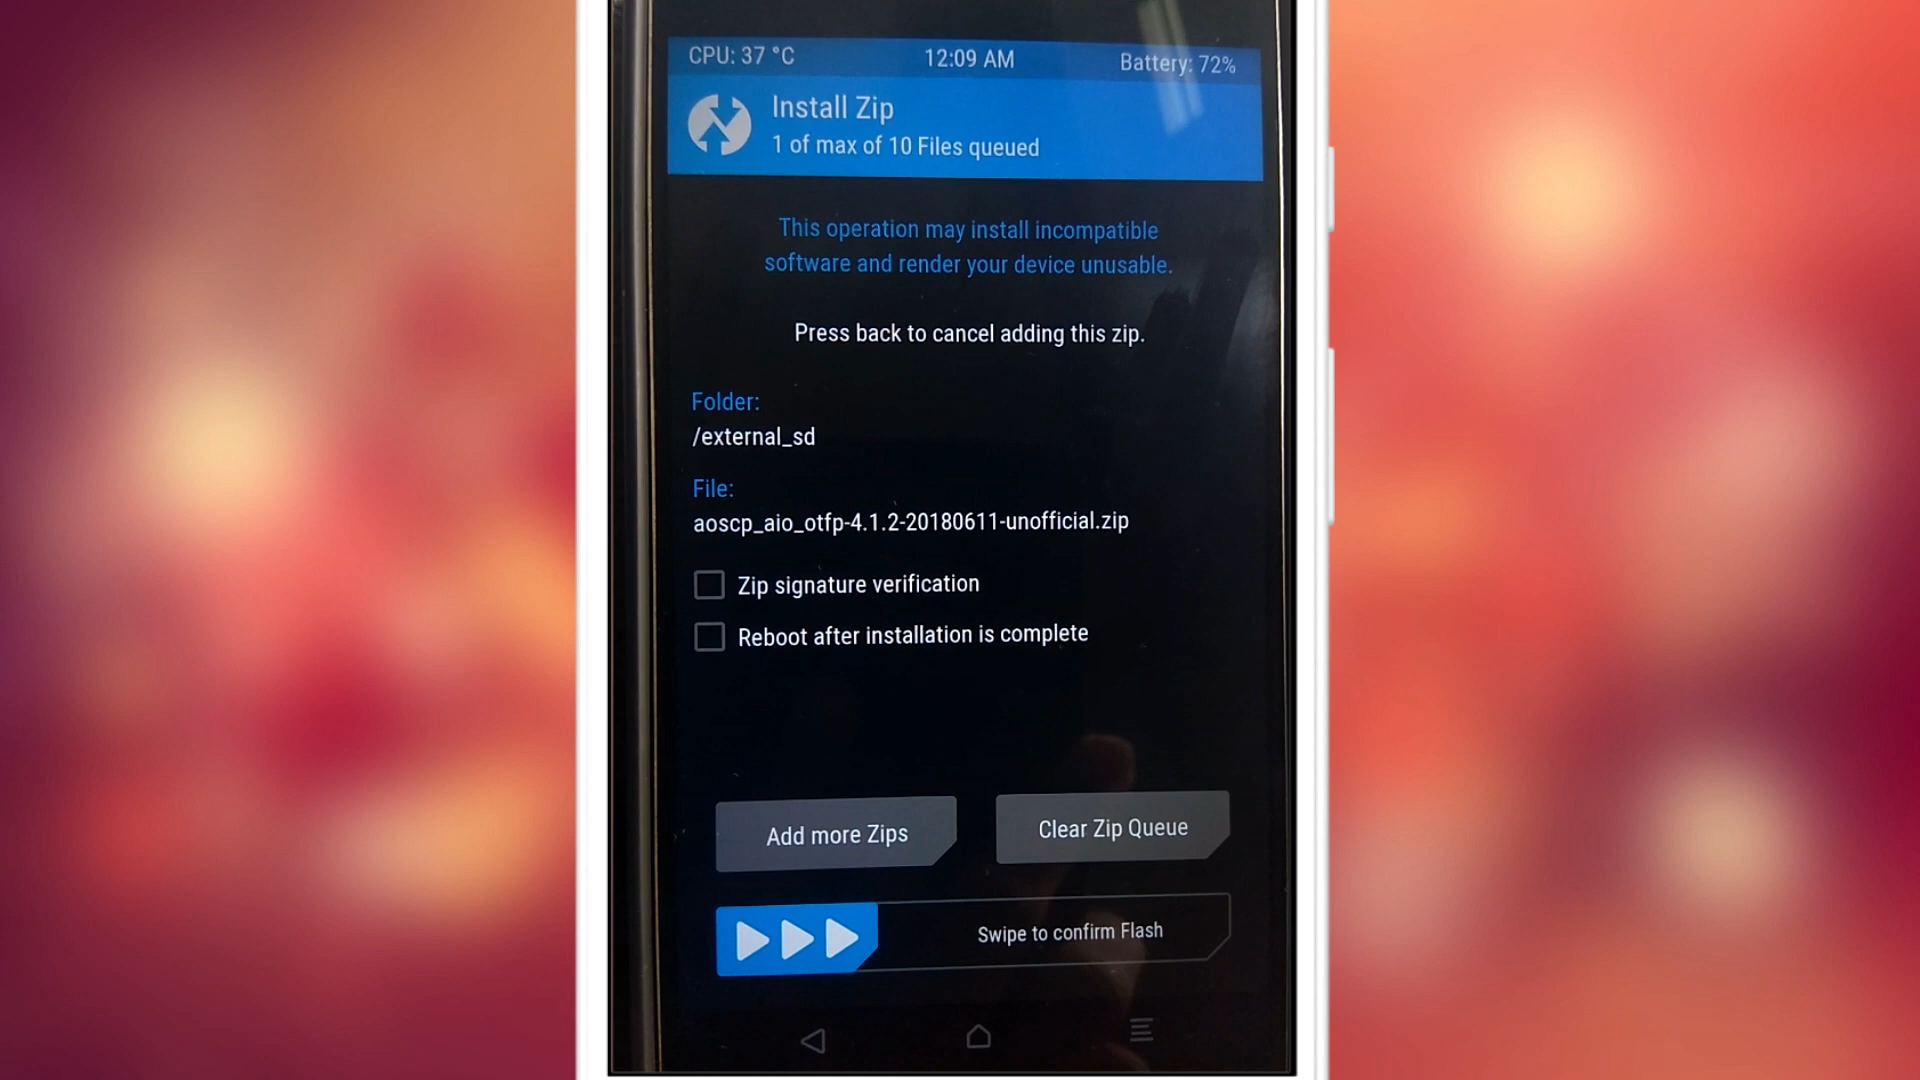 CPU: 37 °C 12:09 AM Battery: 72%
Install Zip
1 of max of 10 Files queued
This operation may install incompatible
software and render your device unusable.
Press back to cancel adding this zip.
Folder:
/external_sd
File:
aoscp_aio_otfp-4.1.2-20180611-unofficial.zip
Zip signature verification
Reboot after installation is complete
Add more Zips Clear Zip Queue
Swipe to confirm Flash